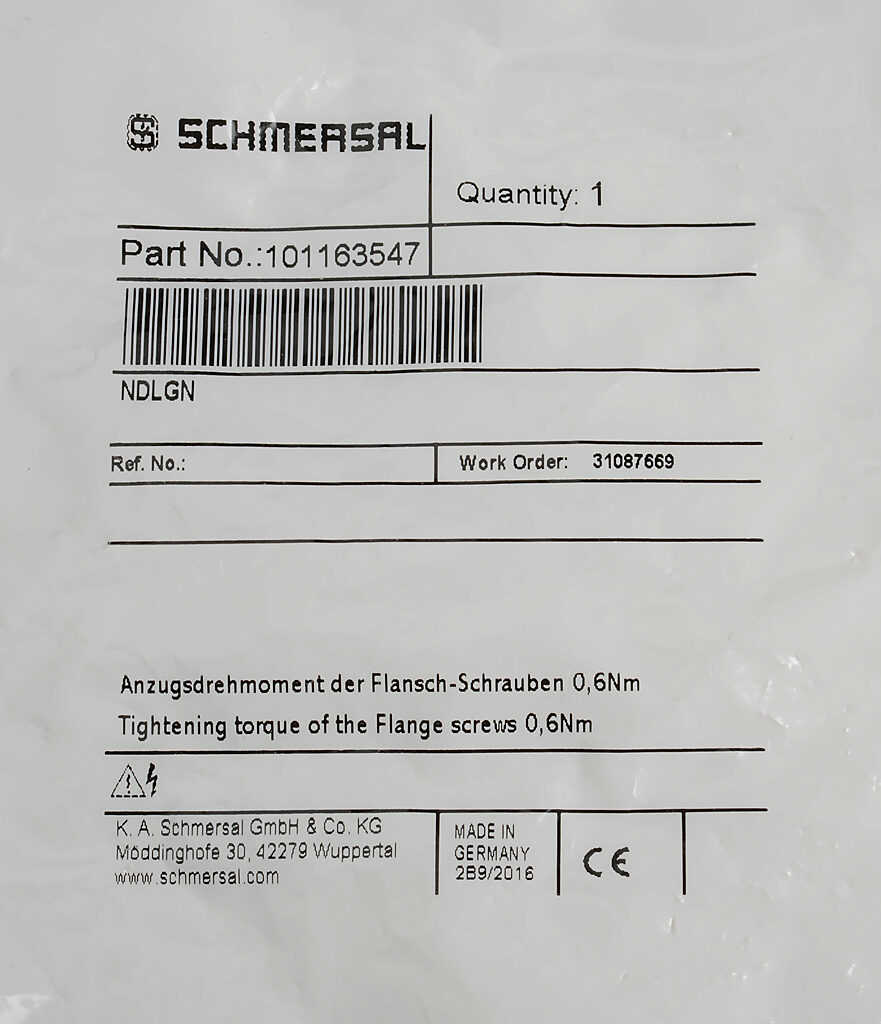 SCHMERSAL
Quantity: 1
Part No.:101163547
NDLGN
Ref. No.:
Work Order: 31087669
Anzugsdrehmoment der Flansch-Schrauben 0,6Nm
Tightening torque of the Flange screws 0,6Nm
K. A. Schmersal GmbH & Co. KG
Möddinghofe 30, 42279 Wuppertal
www.schmersal.com
MADE IN
GERMANY
2B9/2016
CE